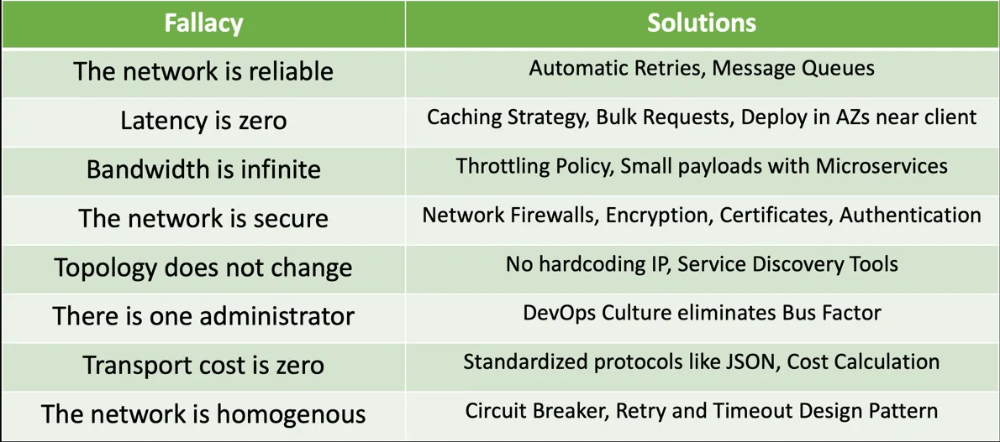 Fallacy Solutions
The network is reliable Automatic Retries, Message Queues
Latency is zero Caching Strategy, Bulk Requests, Deploy in AZs near client
Bandwidth is infinite Throttling Policy, Small payloads with Microservices
The network is secure Network Firewalls, Encryption, Certificates, Authentication
Topology does not change No hardcoding IP, Service Discovery Tools
There is one administrator DevOps Culture eliminates Bus Factor
Transport cost is zero Standardized protocols like JSON, Cost Calculation
The network is homogenous Circuit Breaker, Retry and Timeout Design Pattern